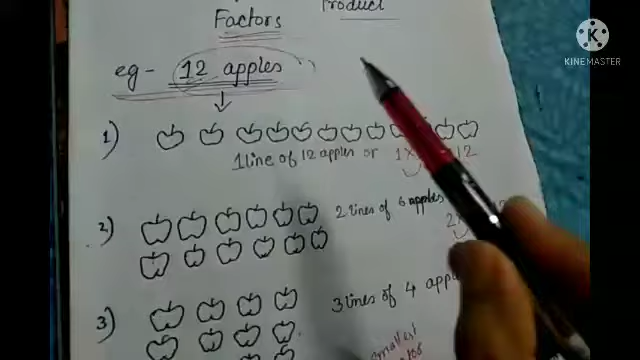 Product
Factors
eg- 12 apples
KINEMASTER
1)
1 line of 12 apples or 1× 12
2) 2 lines of 6 apples
3) 3 lines of 4
smallest